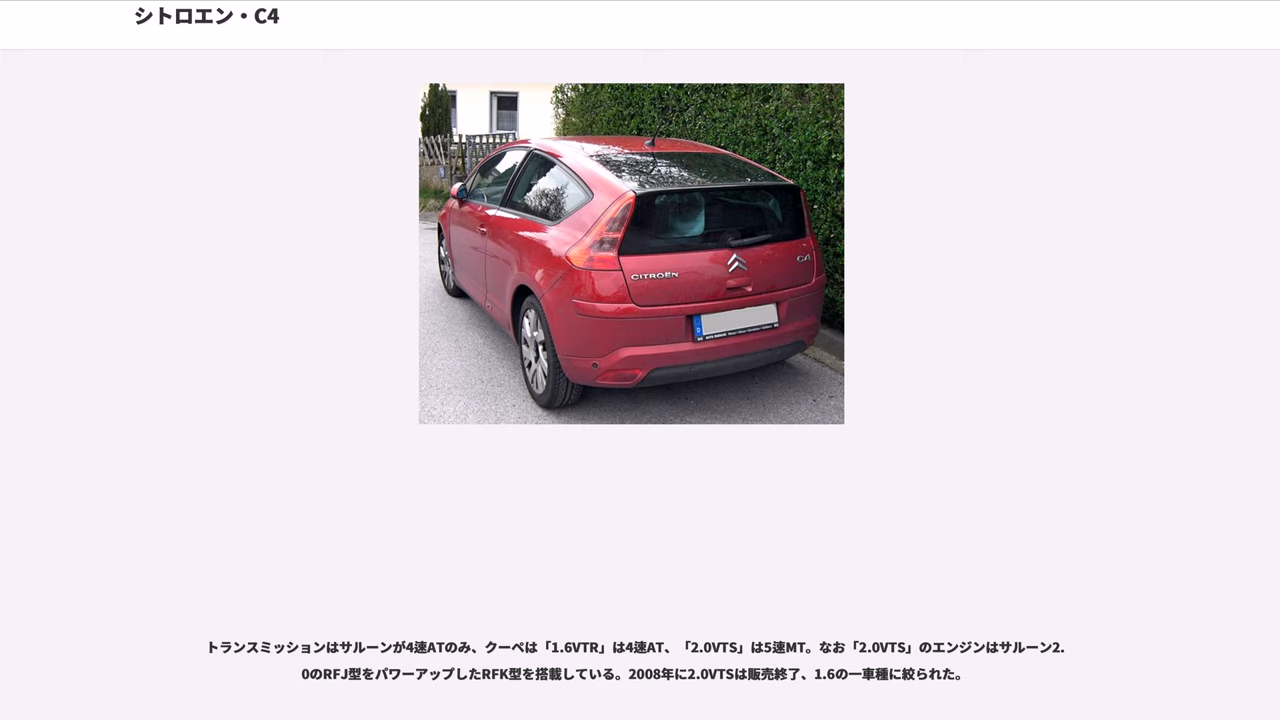 シトロエン・C4
CITROËN
C4
D
トランスミッションはサルーンが4速ATのみ、クーペは「1.6VTR」は4速AT、「2.0VTS」は5速MT。なお「2.0VTS」のエンジンはサルーン2.
0のRFJ型をパワーアップしたRFK型を搭載している。2008年に2.0VTSは販売終了、1.6の一車種に絞られた。